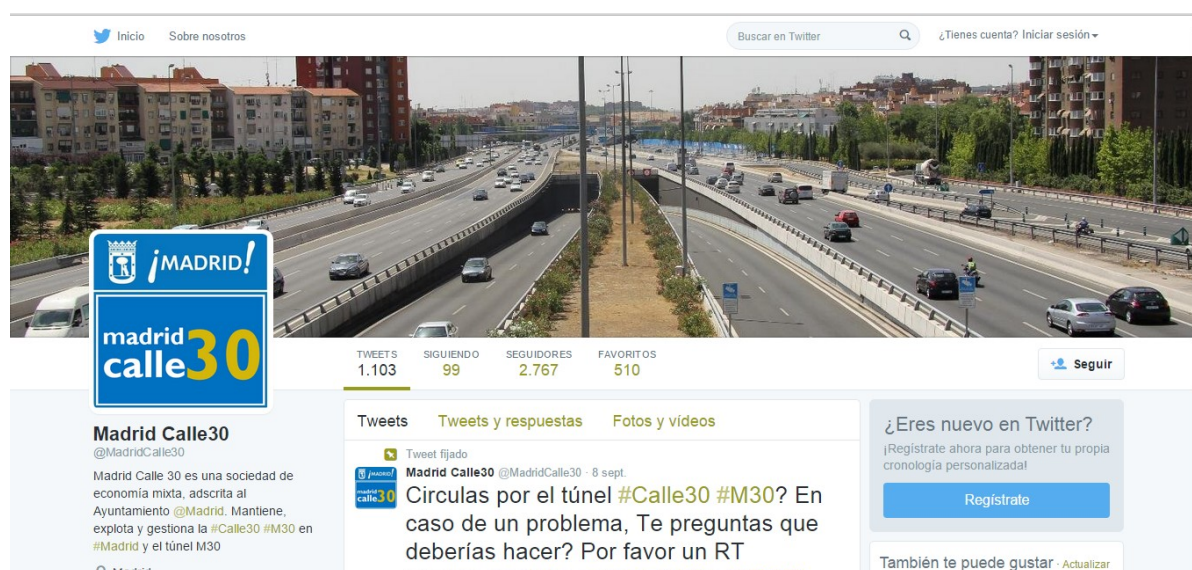 Inicio
Sobre nosotros
Buscar en Twitter
¿Tienes cuenta? Iniciar sesión
¡MADRID!
madrid
calle30
TWEETS
1.103
SIGUIENDO
99
SEGUIDORES
2.767
FAVORITOS
510
Seguir
Madrid Calle30
@MadridCalle30
Madrid Calle 30 es una sociedad de
economía mixta, adscrita al
Ayuntamiento @Madrid. Mantiene,
explota y gestiona la #Calle30 #M30 en
#Madrid y el túnel M30
Tweets
Tweets y respuestas
Fotos y vídeos
Tweet fijado
¡MADRID!
madrid
calle30
Madrid Calle30 @MadridCalle30 · 8 sept.
Circulas por el túnel #Calle30 #M30? En
caso de un problema, Te preguntas que
deberías hacer? Por favor un RT
¿Eres nuevo en Twitter?
¡Regístrate ahora para obtener tu propia
cronología personalizada!
Regístrate
También te puede gustar · Actualizar